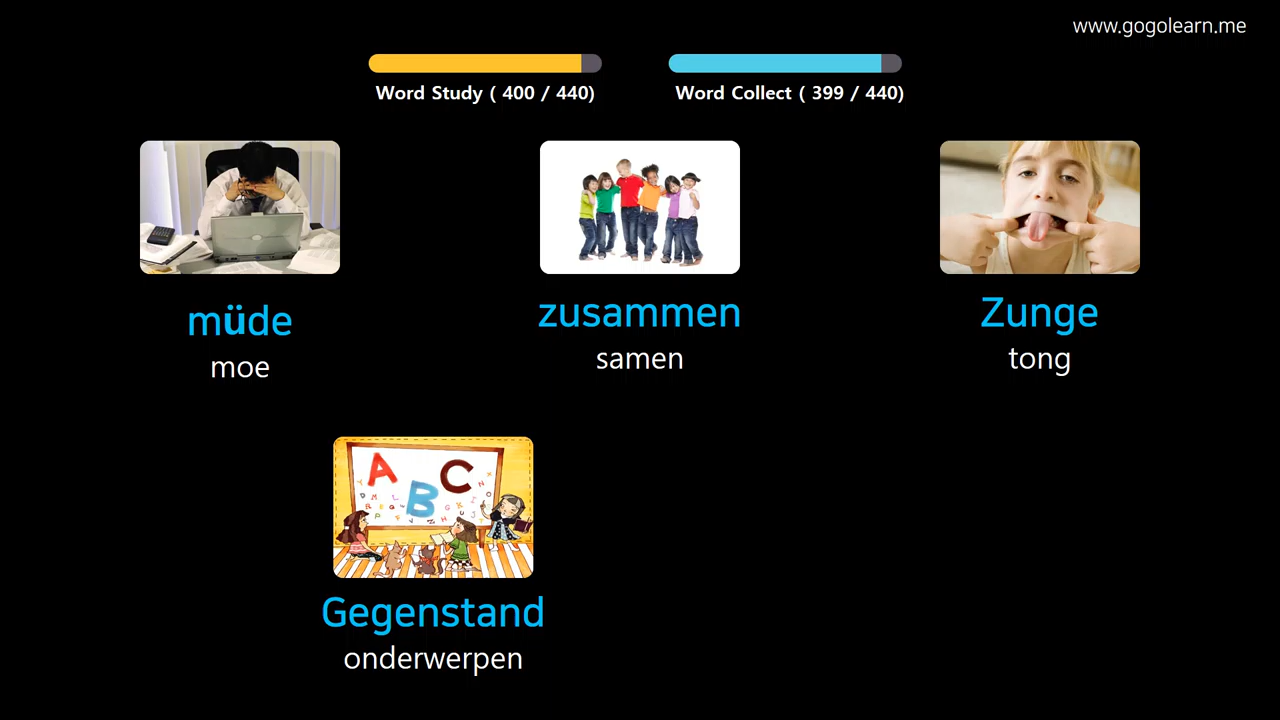 www.gogolearn.me
Word Study ( 400 / 440)
Word Collect ( 399 / 440)
müde
moe
zusammen
samen
Zunge
tong
A B C
Gegenstand
onderwerpen